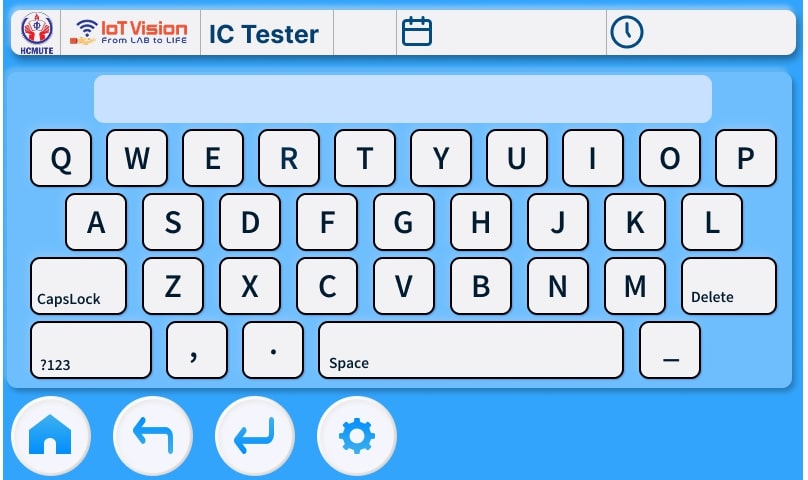 HCMUTE
IoT Vision
From LAB to LIFE
IC Tester
Q W E R T Y U I O P
A S D F G H J K L
CapsLock Z X C V B N M Delete
?123 , . Space _